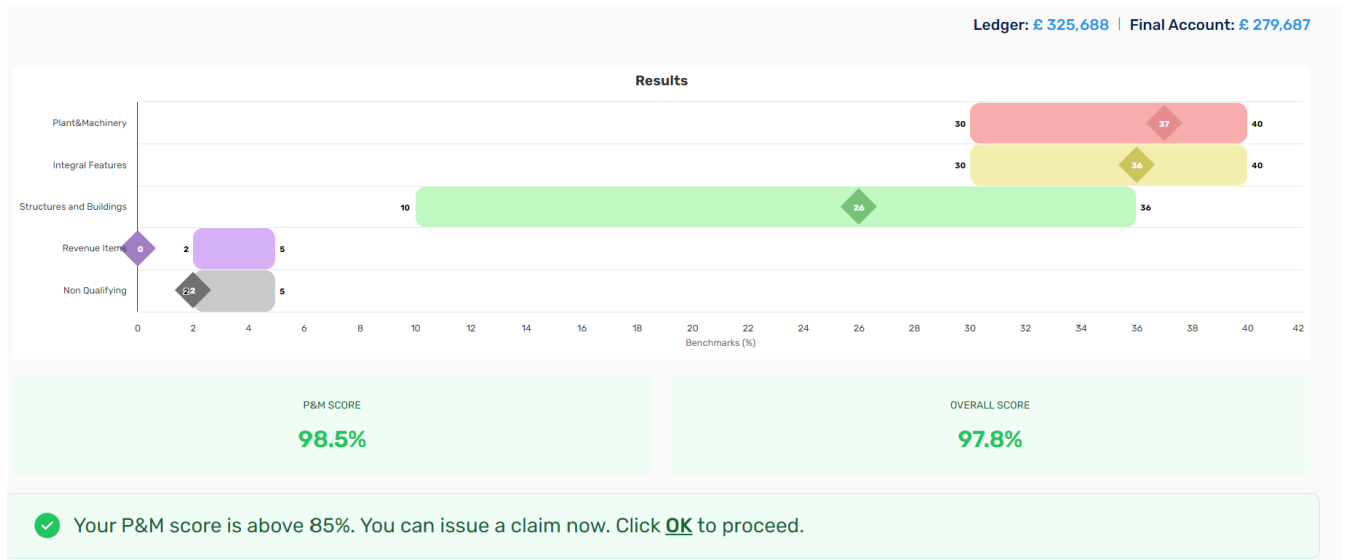 Ledger: £ 325,688 | Final Account: £ 279,687
Results
Plant&Machinery 30 37 40
Integral Features 30 36 40
Structures and Buildings 10 26 36
Revenue Items 0 2 5
Non Qualifying 2 2 5
0 2 4 6 8 10 12 14 16 18 20 22 24 26 28 30 32 34 36 38 40 42
Benchmarks (%)
P&M SCORE
98.5%
OVERALL SCORE
97.8%
Your P&M score is above 85%. You can issue a claim now. Click OK to proceed.